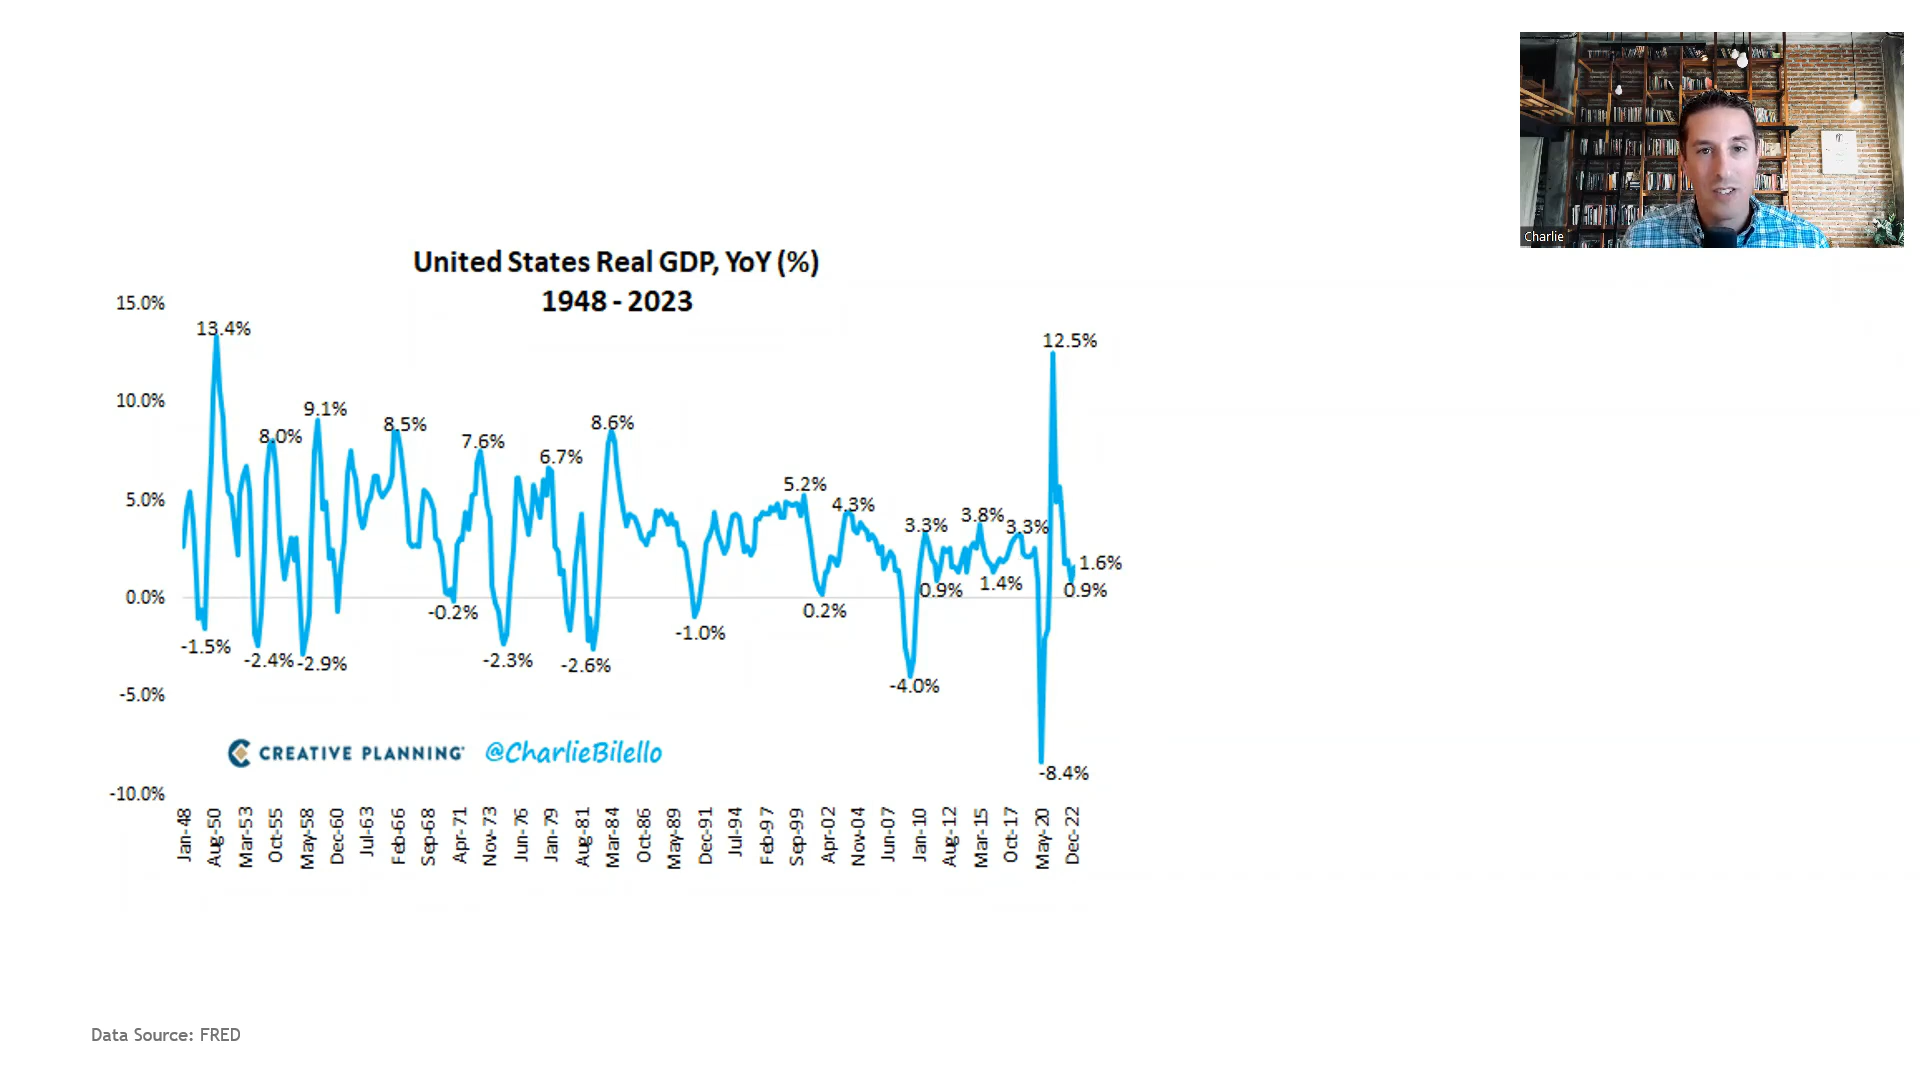 Charlie
United States Real GDP, YoY (%)
1948 - 2023
15.0%
10.0%
5.0%
0.0%
-5.0%
-10.0%
13.4%
-1.5%
8.0%
-2.4%
9.1%
-2.9%
8.5%
-0.2%
7.6%
-2.3%
6.7%
-2.6%
8.6%
-1.0%
5.2%
0.2%
4.3%
-4.0%
3.3%
0.9%
3.8%
1.4%
3.3%
-8.4%
12.5%
1.6%
0.9%
CREATIVE PLANNING @CharlieBilello
Jan-48
Aug-50
Mar-53
Oct-55
May-58
Dec-60
Jul-63
Feb-66
Sep-68
Apr-71
Nov-73
Jun-76
Jan-79
Aug-81
Mar-84
Oct-86
May-89
Dec-91
Jul-94
Feb-97
Sep-99
Apr-02
Nov-04
Jun-07
Jan-10
Aug-12
Mar-15
Oct-17
May-20
Dec-22
Data Source: FRED